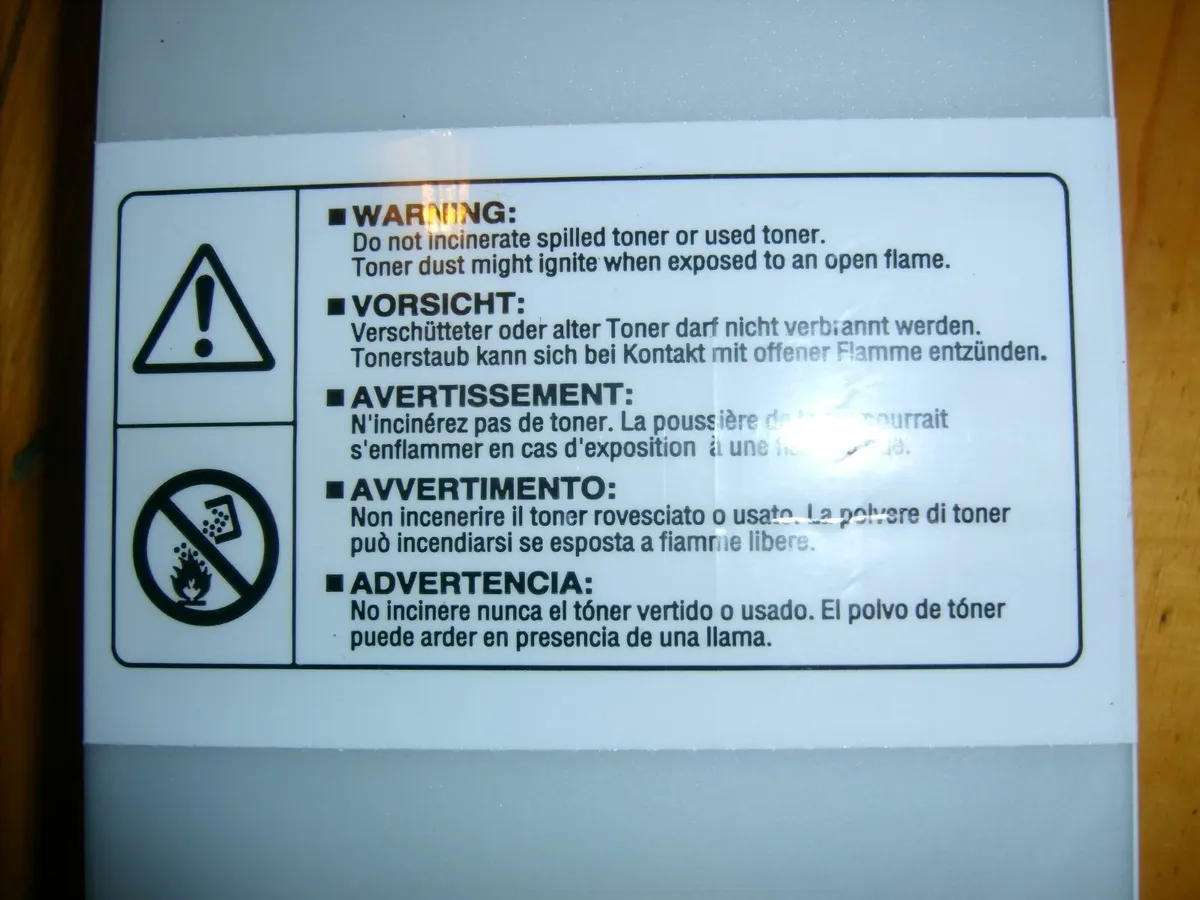 ■ WARNING:
Do not incinerate spilled toner or used toner.
Toner dust might ignite when exposed to an open flame.
■ VORSICHT:
Verschütteter oder alter Toner darf nicht verbrannt werden.
Tonerstaub kann sich bei Kontakt mit offener Flamme entzünden.
■ AVERTISSEMENT:
N'incinérez pas de toner. La poussière pourrait
s'enflammer en cas d'exposition à une
■ AVVERTIMENTO:
Non incenerire il toner rovesciato o usato. La polvere di toner
può incendiarsi se esposta a fiamme libere.
■ ADVERTENCIA:
No incinere nunca el tóner vertido o usado. El polvo de tóner
puede arder en presencia de una llama.